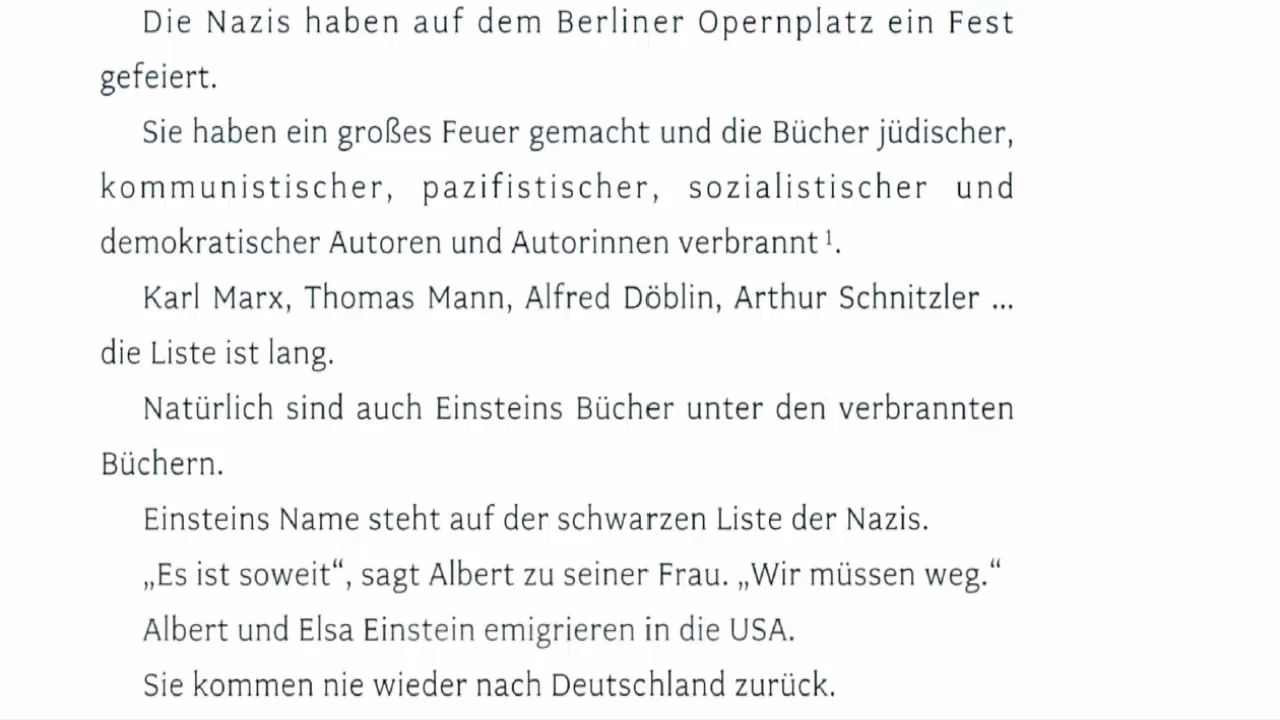 Die Nazis haben auf dem Berliner Opernplatz ein Fest
gefeiert.
Sie haben ein großes Feuer gemacht und die Bücher jüdischer,
kommunistischer, pazifistischer, sozialistischer und
demokratischer Autoren und Autorinnen verbrannt ¹.
Karl Marx, Thomas Mann, Alfred Döblin, Arthur Schnitzler ...
die Liste ist lang.
Natürlich sind auch Einsteins Bücher unter den verbrannten
Büchern.
Einsteins Name steht auf der schwarzen Liste der Nazis.
„Es ist soweit“, sagt Albert zu seiner Frau. „Wir müssen weg.“
Albert und Elsa Einstein emigrieren in die USA.
Sie kommen nie wieder nach Deutschland zurück.